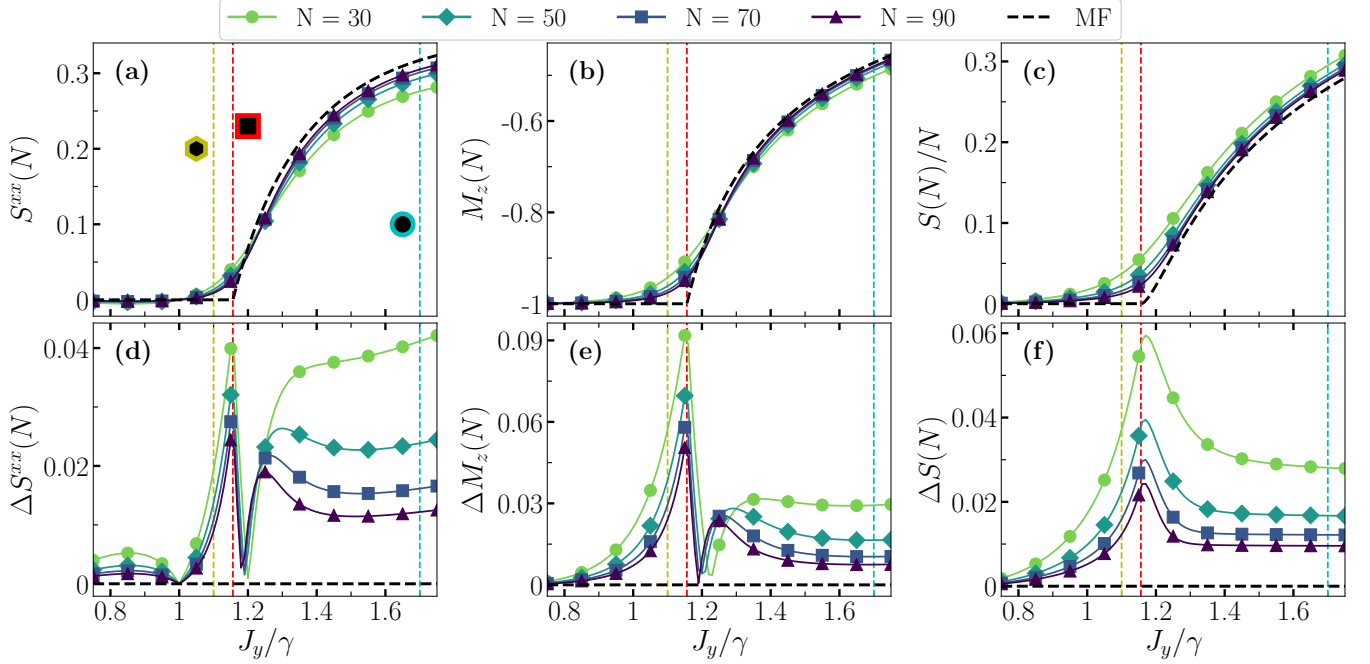 N = 30 N = 50 N = 70 N = 90 MF
(a) (b) (c)
S^{xx}(N) M_z(N) S(N)/N
0.3 0.2 0.1 0
-0.6 -0.8 -1
0.3 0.2 0.1 0
(d) (e) (f)
ΔS^{xx}(N) ΔM_z(N) ΔS(N)
0.04 0.02 0
0.09 0.06 0.03 0
0.06 0.04 0.02 0
0.8 1 1.2 1.4 1.6 0.8 1 1.2 1.4 1.6 0.8 1 1.2 1.4 1.6
J_y/γ J_y/γ J_y/γ